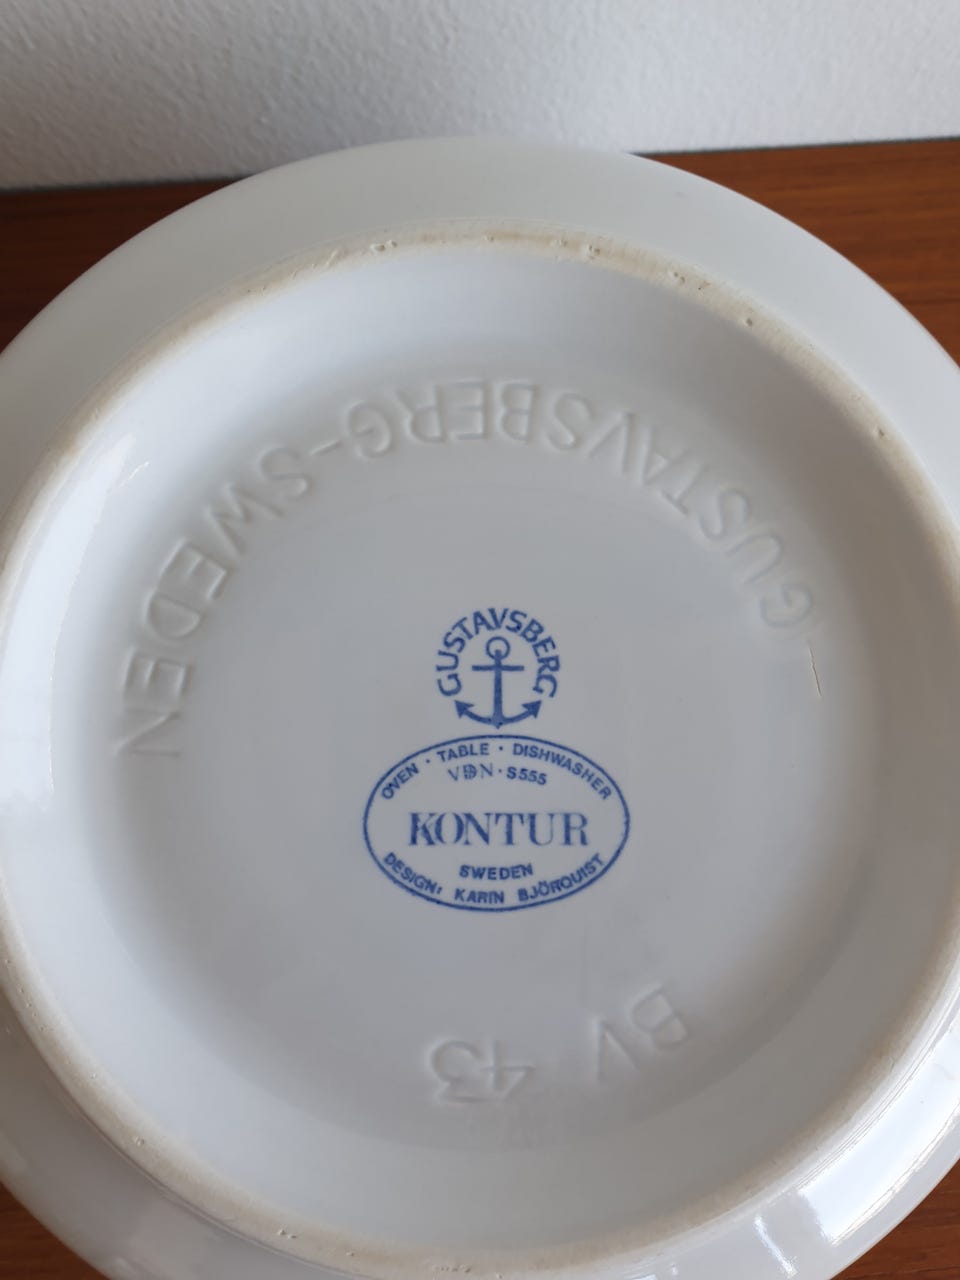 GUSTAVSBERG-SWEDEN
GUSTAVSBERG
OVEN · TABLE · DISHWASHER
VDN · S555
KONTUR
SWEDEN
DESIGN: KARIN BJÖRQUIST
BV 43